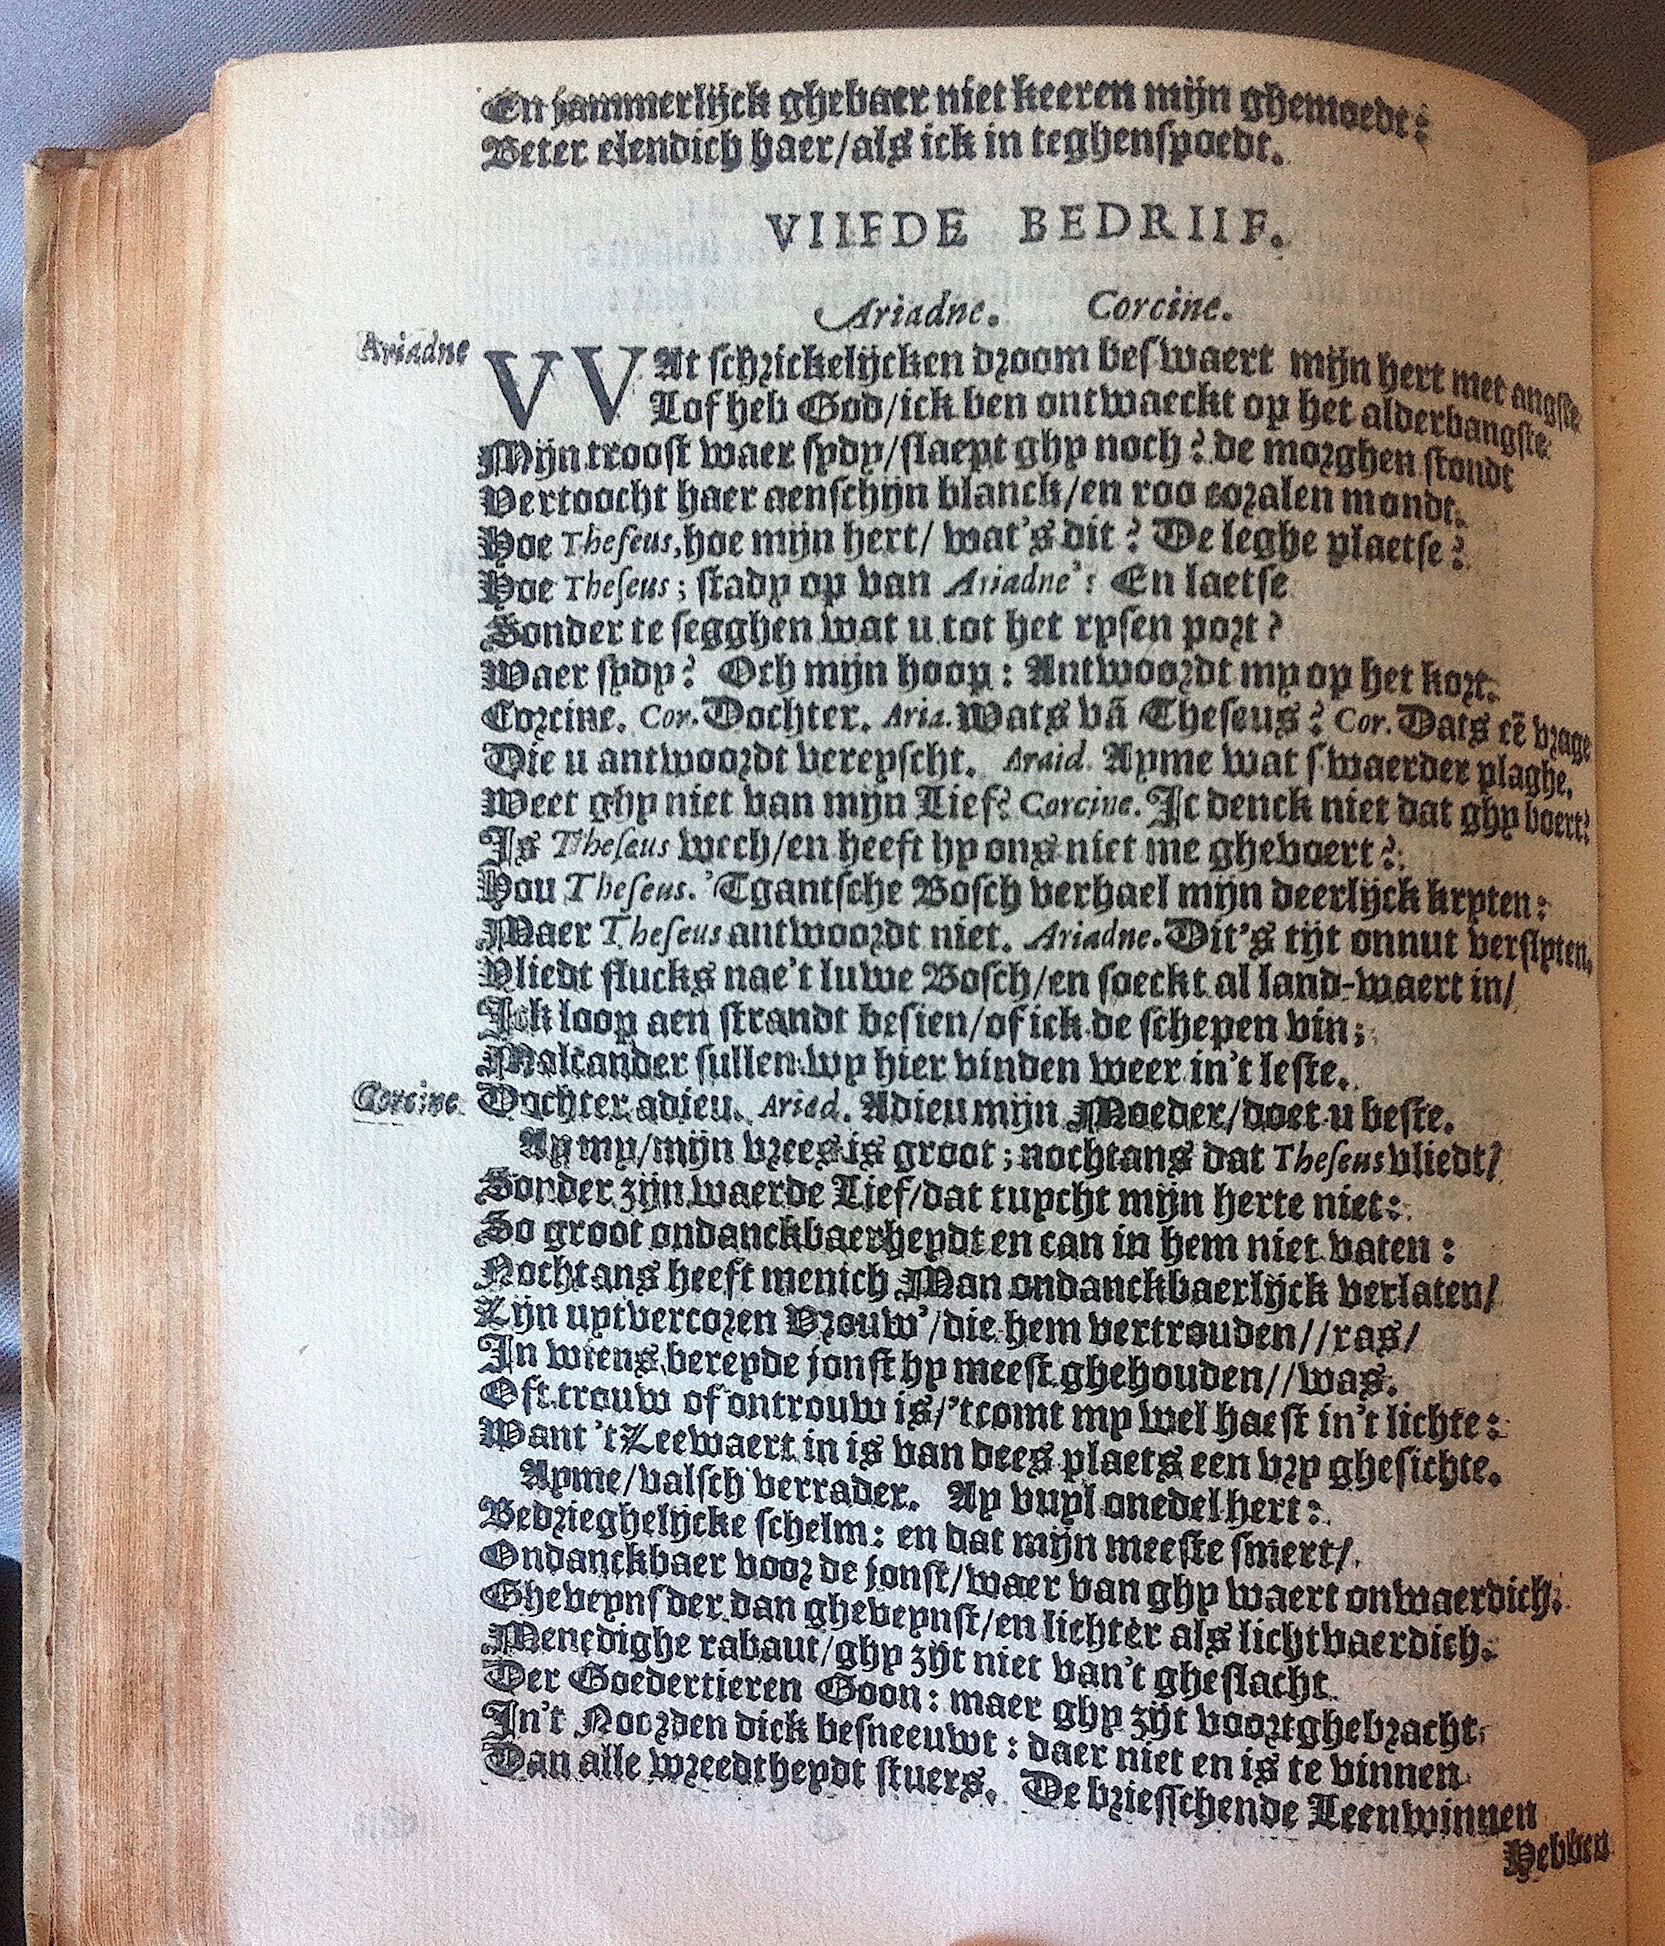 En jammerlijck ghebaer niet keeren mijn ghemoedt:
Beter elendich haer/als ick in teghenſpoedt.
VIIFDE BEDRIIF.
Ariadne. Corcine.
Ariadne
WAt ſchrickelijcken droom beſwaert mijn hert met angſte
Lof heb God/ick ben ontwaeckt op het alderbangſte:
Mijn trooſt waer ſydy/ſlaept ghy noch? de morghen ſtondt
Vertoocht haer aenſchijn blanck/en roo coralen mondt.
Hoe Theſeus, hoe mijn hert/ wat's dit? De leghe plaetſe?
Hoe Theſeus; ſtady op van Ariadne'? En laetſe
Sonder te ſegghen wat u tot het ryſen port?
Waer ſydy? Och mijn hoop: Antwoordt my op het kort.
Corcine. Cor. Dochter. Aria. Wats vā Theſeus? Cor. Dats eē vrage
Die u antwoordt vereyſcht. Araid. Ayme wat ſwaerder plaghe,
Weet ghy niet van mijn Lief? Corcine. Ic denck niet dat ghy boert?
Is Theſeus wech/en heeft hy ons niet me ghevoert?
Hou Theſeus. 'Tgantſche Boſch verhael mijn deerlijck kryten:
Maer Theſeus antwoordt niet. Ariadne. Dit's tijt onnut verſlyten,
Vliedt flucks nae't luwe Boſch/en ſoeckt al land-waert in/
Ick loop aen ſtrandt beſien/of ick de ſchepen vin;
Malcander ſullen wy hier vinden weer in't leſte.
Corcine. Dochter adieu. Ariad. Adieu mijn Moeder/doet u beſte.
Ay my/mijn vrees is groot; nochtans dat Theſeus vliedt/
Sonder zijn waerde Lief/dat tuycht mijn herte niet:
So groot ondanckbaerheydt en can in hem niet vaten:
Nochtans heeft menich Man ondanckbaerlijck verlaten/
Zijn uytvercoren Vrouw'/die hem vertrouden//ras/
In wiens bereyde jonſt hy meeſt ghehouden//was.
Oft trouw of ontrouw is/'tcomt my wel haeſt in't lichte:
Want 't Zeewaert in is van dees plaets een vry gheſichte.
Ayme/valſch verrader. Ay vuyl onedel hert:
Bedrieghelijcke ſchelm: en dat mijn meeſte ſmert/
Ondanckbaer voor de jonſt/waer van ghy waert onwaerdich:
Gheveynſder dan gheveynſt/en lichter als lichtvaerdich.
Menedighe rabaut/ghy zijt niet van't gheſlacht
Der Goedertieren Goon: maer ghy zijt voortghebracht
In't Noorden dick beſneeuwt: daer niet en is te vinnen
Dan alle wreedtheydt ſtuers. De brieſſchende Leeuwinnen
Hebben